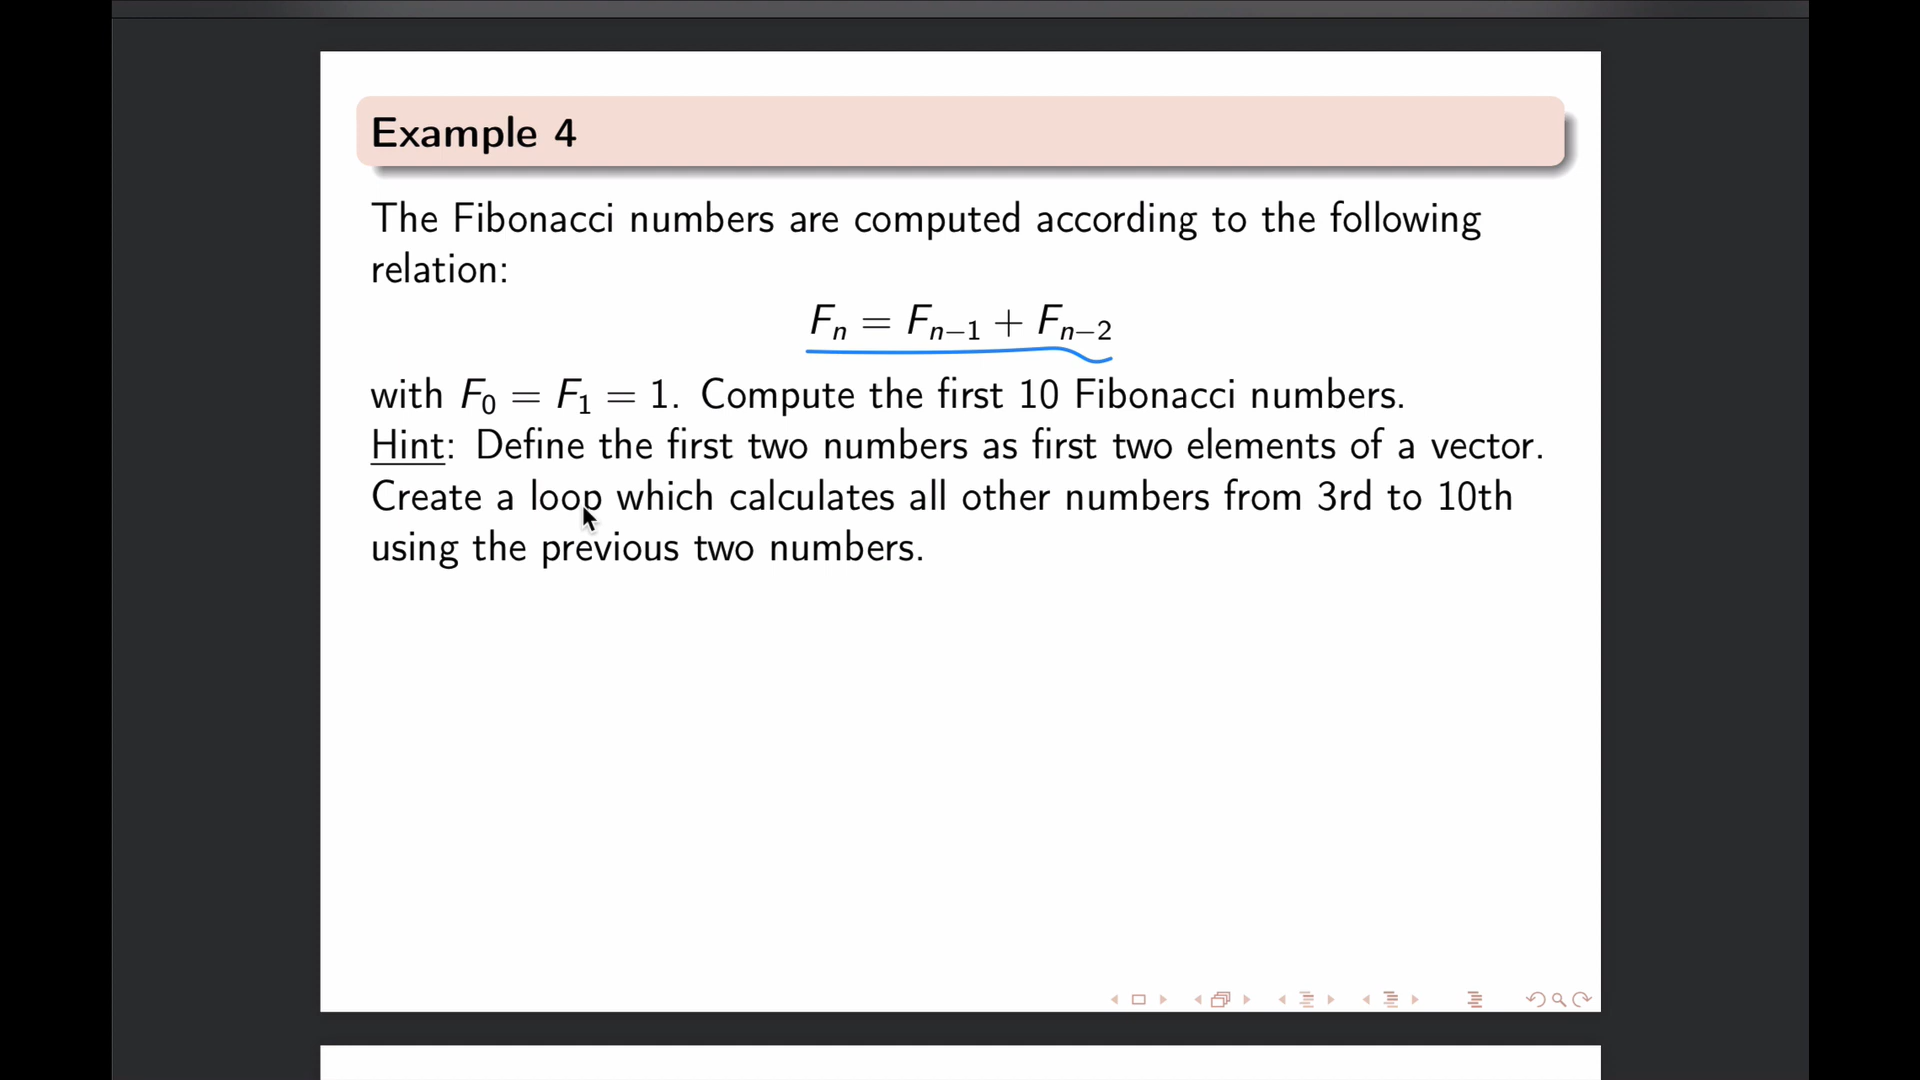 Example 4
The Fibonacci numbers are computed according to the following
relation:
Fₙ = Fₙ₋₁ + Fₙ₋₂
with F₀ = F₁ = 1. Compute the first 10 Fibonacci numbers.
Hint: Define the first two numbers as first two elements of a vector.
Create a loop which calculates all other numbers from 3rd to 10th
using the previous two numbers.